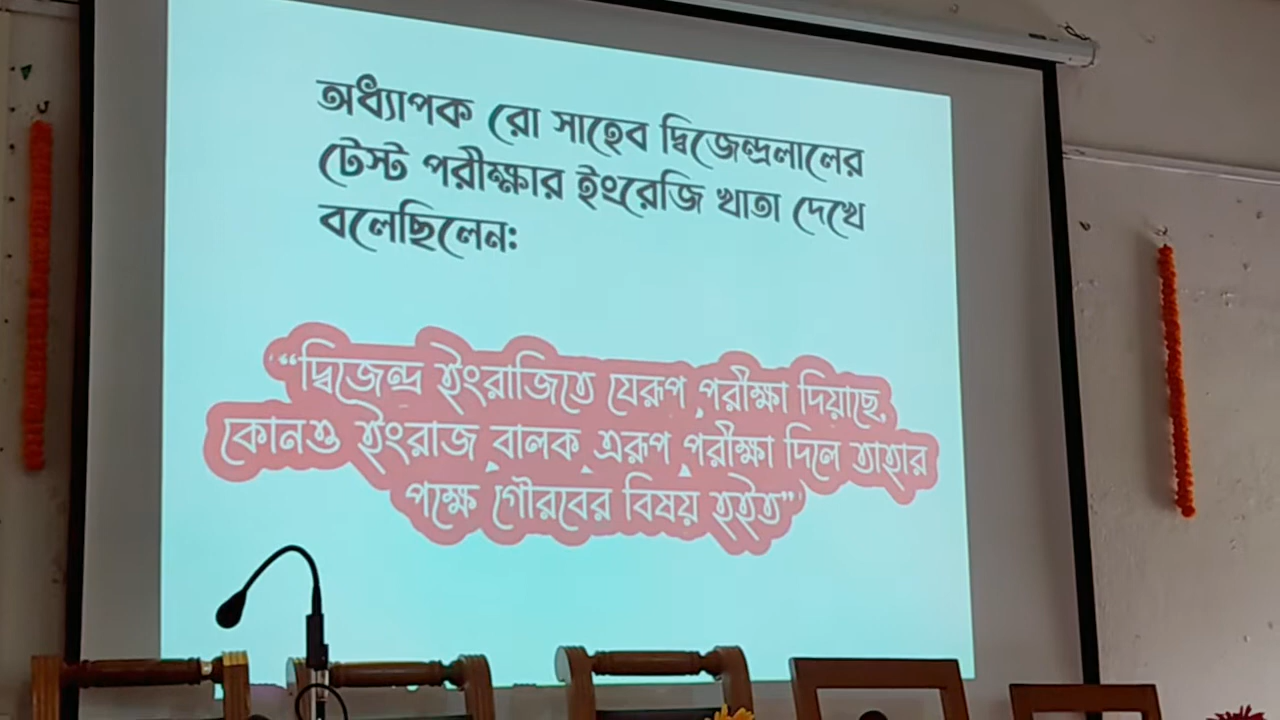 অধ্যাপক রো সাহেব দ্বিজেন্দ্রলালের
টেস্ট পরীক্ষার ইংরেজি খাতা দেখে
বলেছিলেন:
“দ্বিজেন্দ্র ইংরাজিতে যেরূপ পরীক্ষা দিয়াছে,
কোনও ইংরাজ বালক এরূপ পরীক্ষা দিলে তাহার
পক্ষে গৌরবের বিষয় হইত”